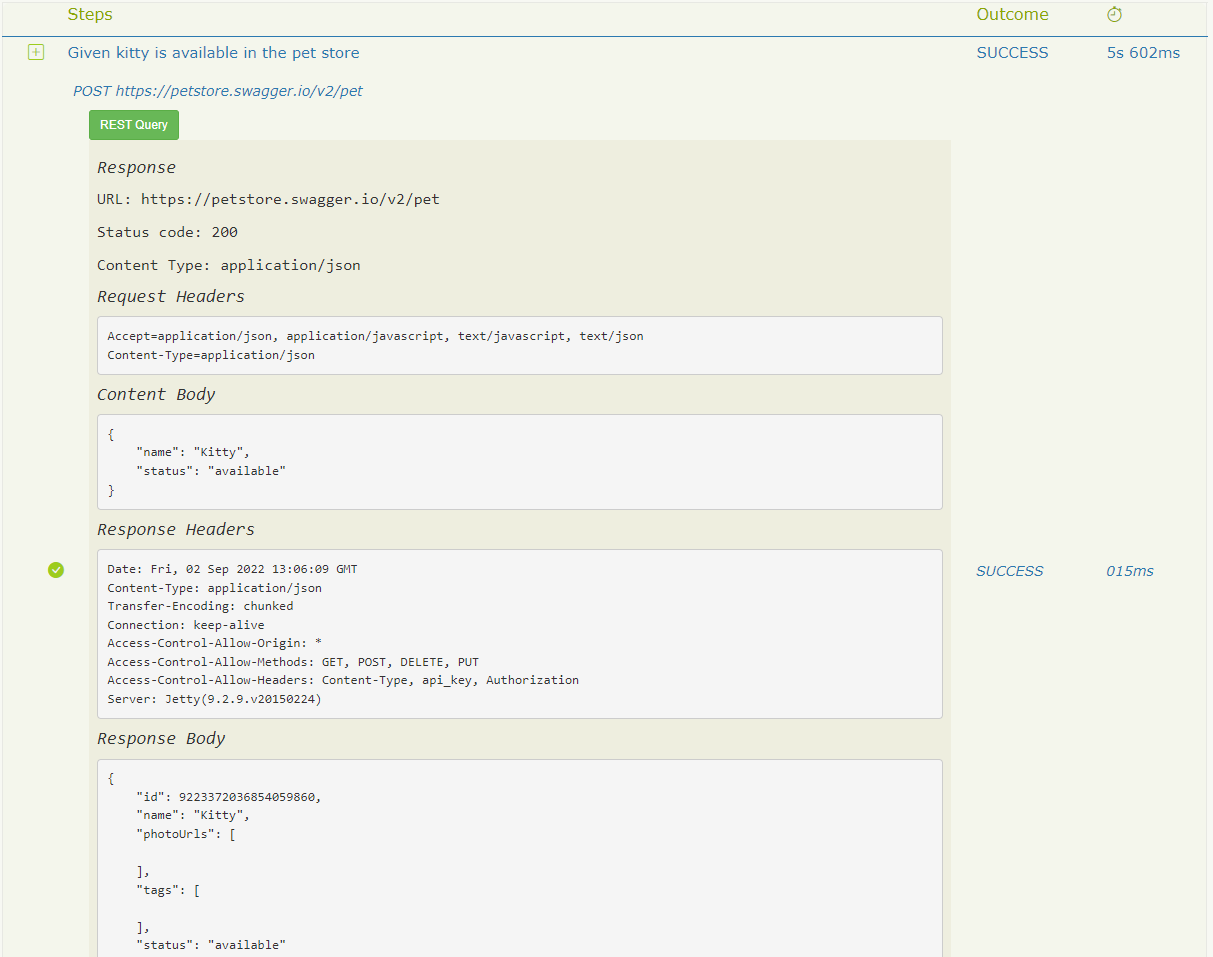 Steps Outcome
Given kitty is available in the pet store SUCCESS 5s 602ms
POST https://petstore.swagger.io/v2/pet
REST Query
Response
URL: https://petstore.swagger.io/v2/pet
Status code: 200
Content Type: application/json
Request Headers
Accept=application/json, application/javascript, text/javascript, text/json
Content-Type=application/json
Content Body
{
    "name": "Kitty",
    "status": "available"
}
Response Headers
Date: Fri, 02 Sep 2022 13:06:09 GMT
SUCCESS 015ms
Content-Type: application/json
Transfer-Encoding: chunked
Connection: keep-alive
Access-Control-Allow-Origin: *
Access-Control-Allow-Methods: GET, POST, DELETE, PUT
Access-Control-Allow-Headers: Content-Type, api_key, Authorization
Server: Jetty(9.2.9.v20150224)
Response Body
{
    "id": 9223372036854059860,
    "name": "Kitty",
    "photoUrls": [
    ],
    "tags": [
    ],
    "status": "available"